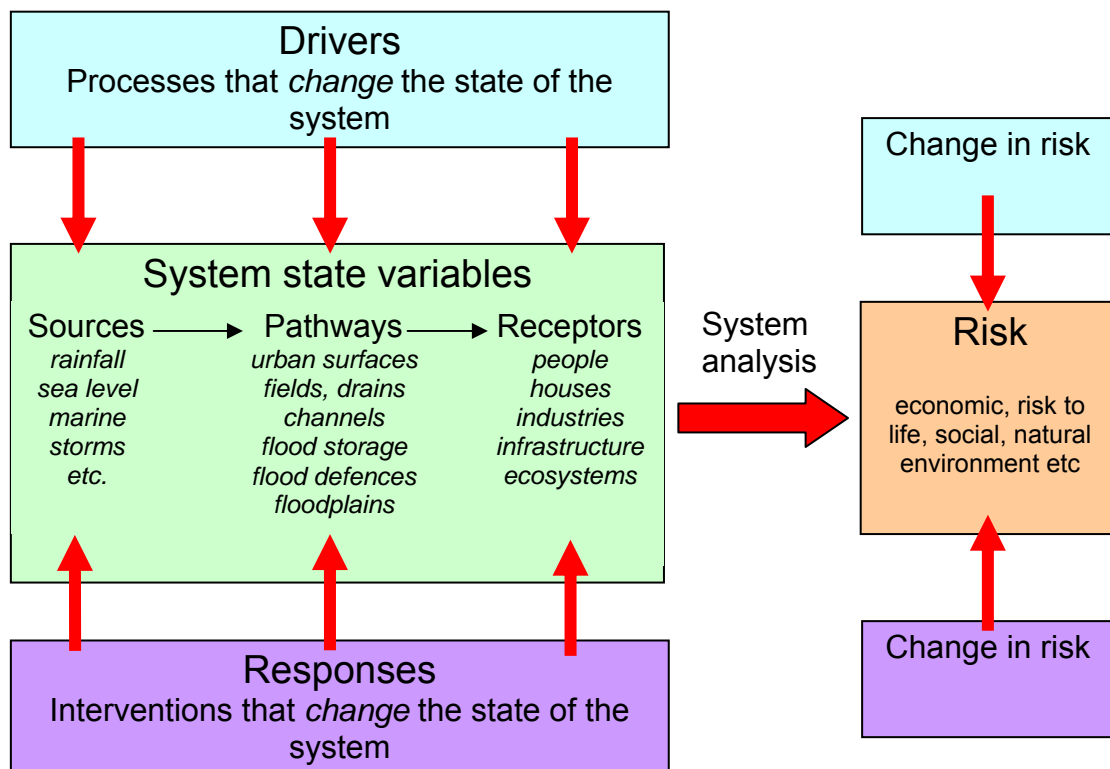 Drivers
Processes that change the state of the
system
System state variables
Sources
rainfall
sea level
marine
storms
etc.
Pathways
urban surfaces
fields, drains
channels
flood storage
flood defences
floodplains
Receptors
people
houses
industries
infrastructure
ecosystems
Responses
Interventions that change the state of the
system
System
analysis
Change in risk
Risk
economic, risk to
life, social, natural
environment etc
Change in risk